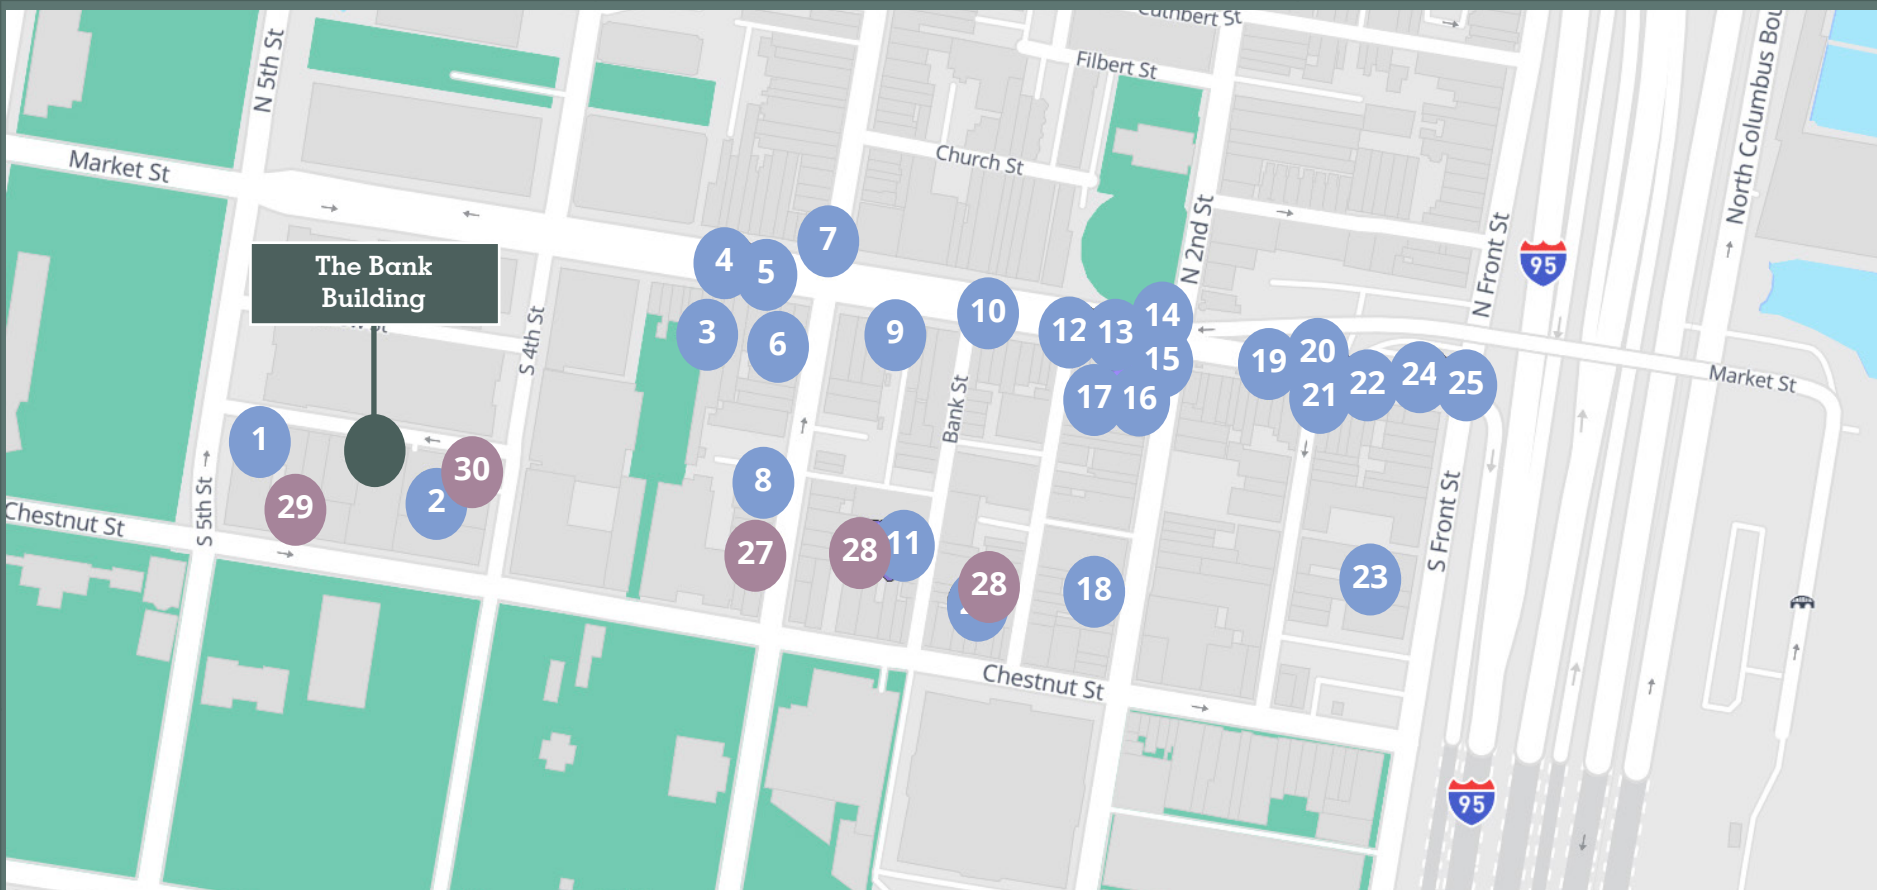 Cuthbert St
Filbert St
N 5th St
North Columbus Bou
Market St
Church St
N 2nd St
N Front St
95
The Bank
Building
4
5
7
3
6
9
10
12
13
14
15
17
16
19
20
21
22
24
25
S 4th St
Bank St
Market St
1
29
2
30
8
27
28
11
28
18
23
S 5th St
Chestnut St
S Front St
Chestnut St
95